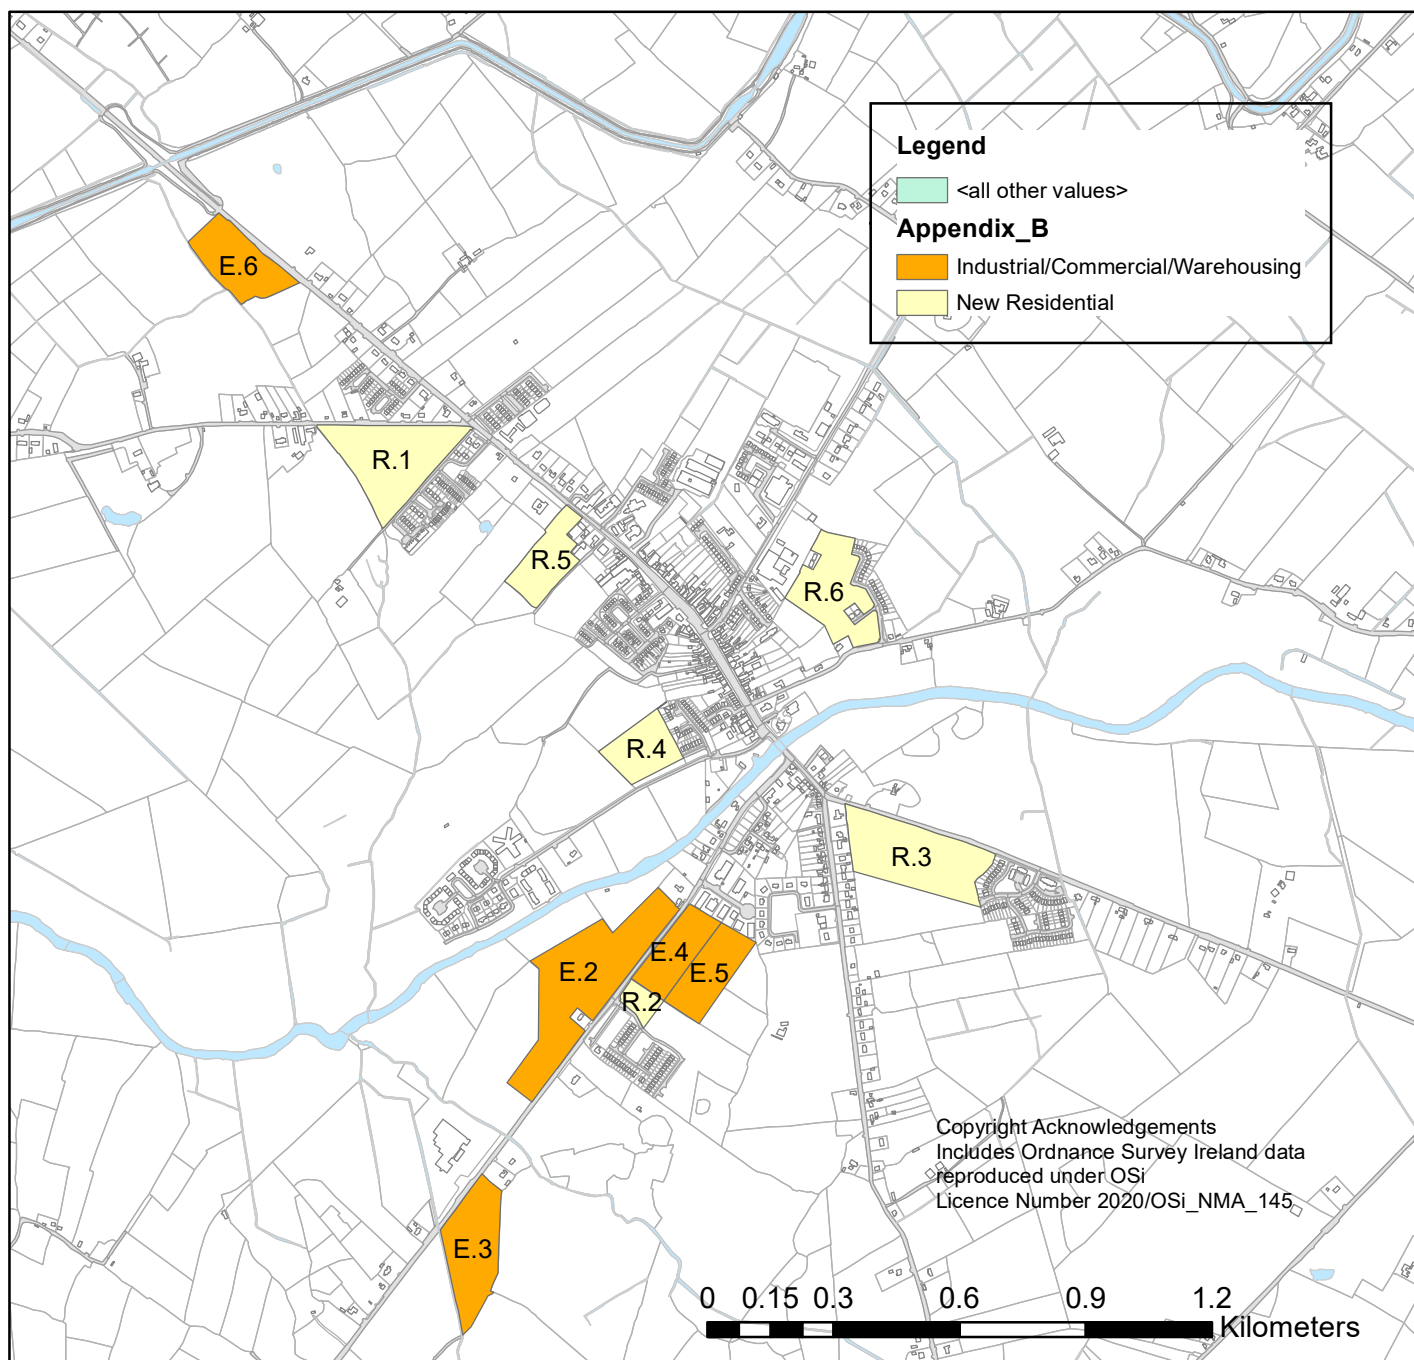 Legend
<all other values>
Appendix_B
Industrial/Commercial/Warehousing
New Residential
E.6
R.1
R.5
R.6
R.4
R.3
E.4
E.2
E.5
R.2
Copyright Acknowledgements
Includes Ordnance Survey Ireland data
reproduced under OSi
Licence Number 2020/OSi_NMA_145
E.3
0 0.15 0.3 0.6 0.9 1.2
Kilometers